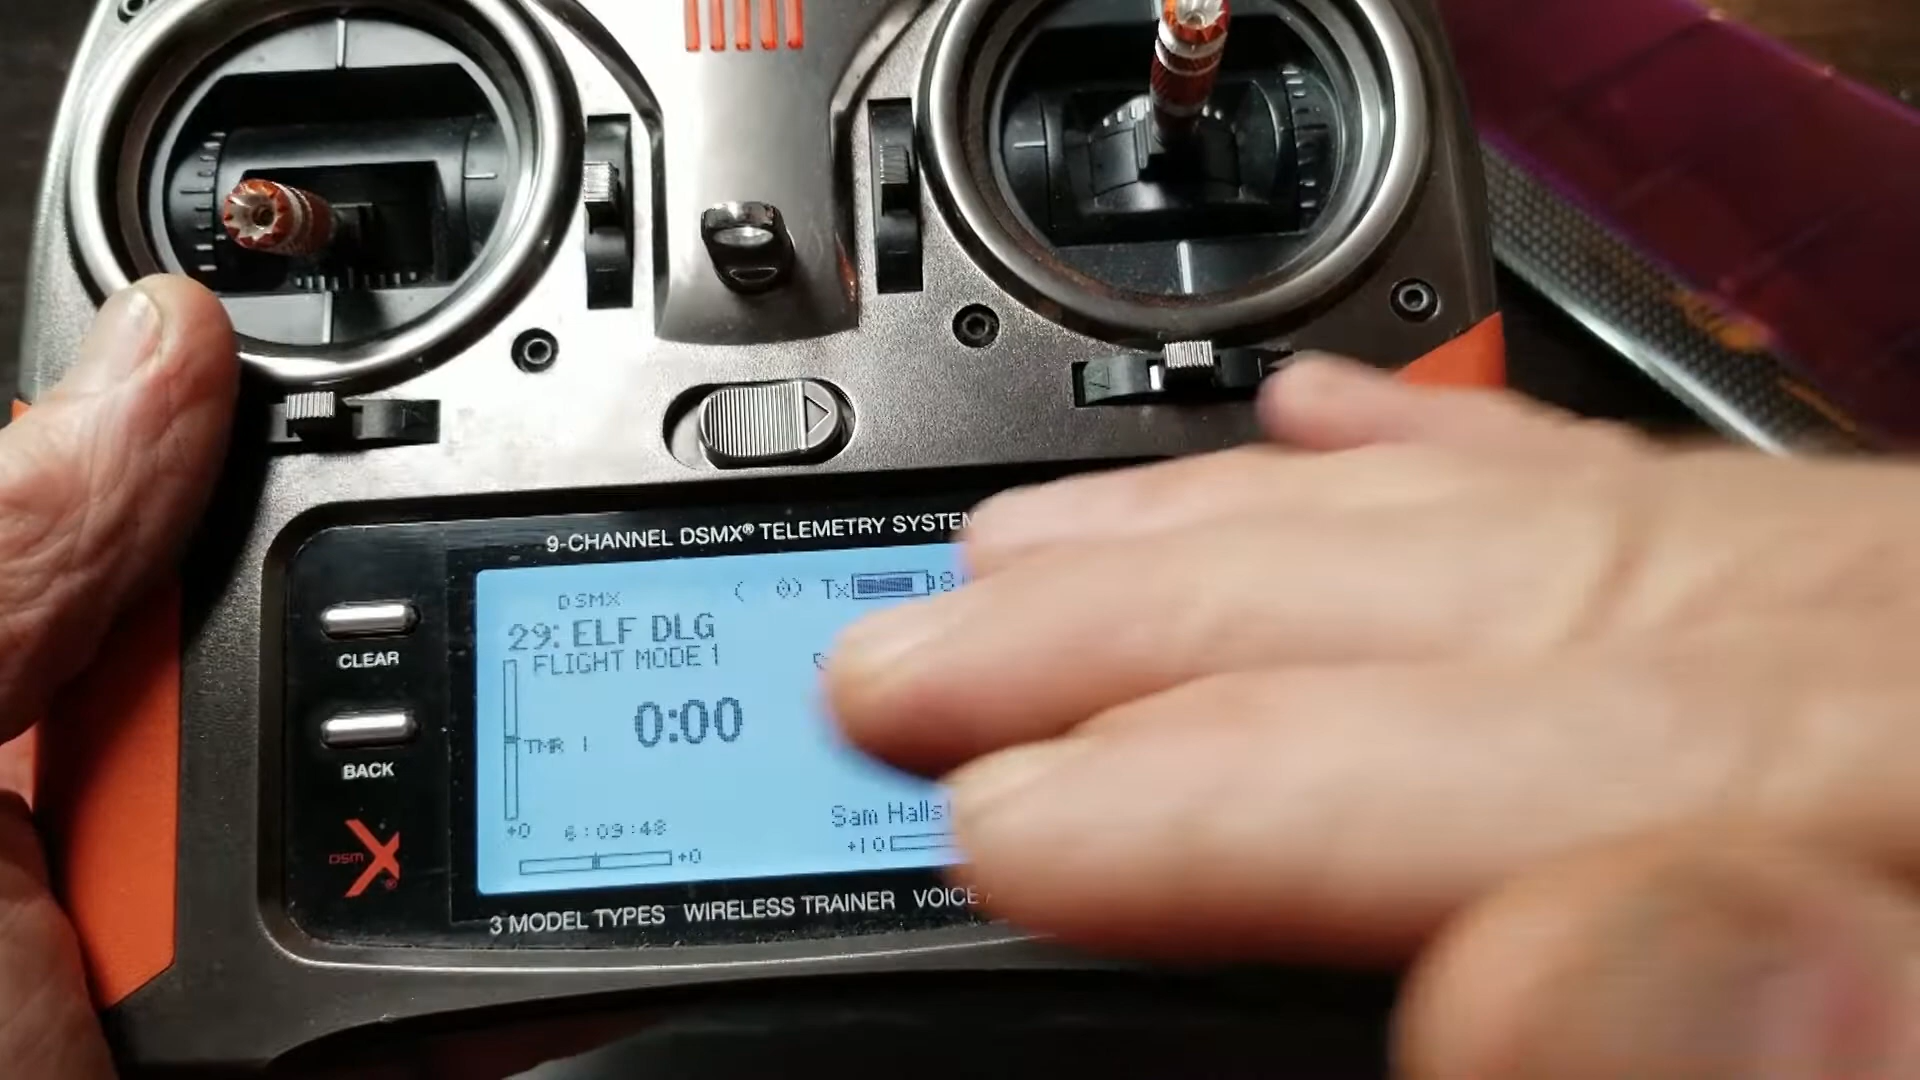 9-CHANNEL DSMX® TELEMETRY SYSTEM
DSMX
Tx
29: ELF DLG
FLIGHT MODE 1
0:00
TMR 1
Sam Halls
+0 6:09:48
+10
+0
CLEAR
BACK
DSM X®
3 MODEL TYPES WIRELESS TRAINER VOICE